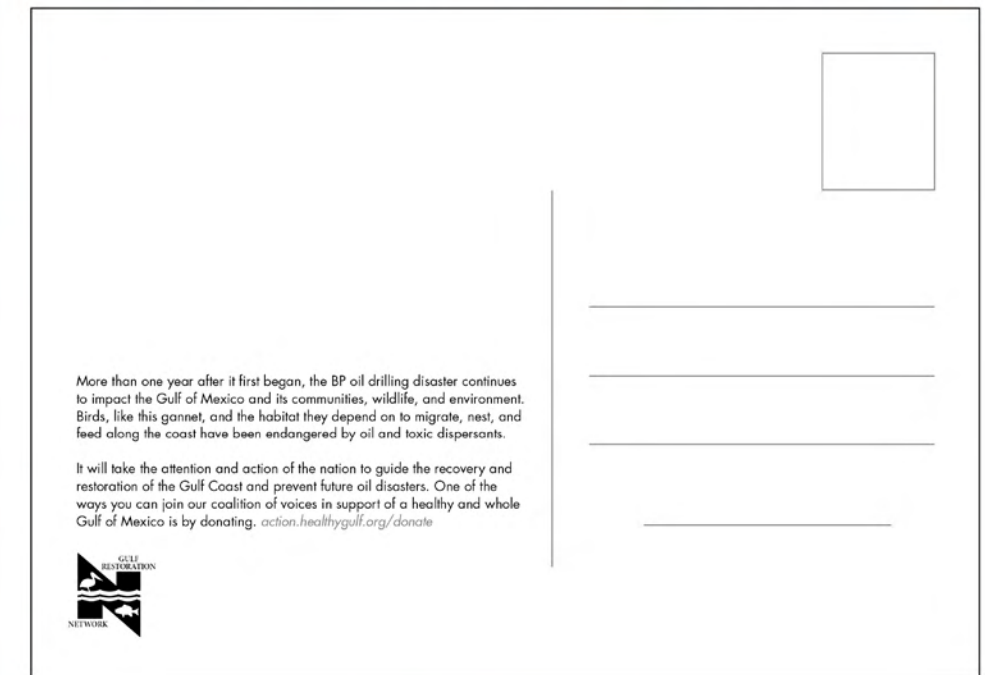 More than one year after it first began, the BP oil drilling disaster continues
to impact the Gulf of Mexico and its communities, wildlife, and environment.
Birds, like this gannet, and the habitat they depend on to migrate, nest, and
feed along the coast have been endangered by oil and toxic dispersants.
It will take the attention and action of the nation to guide the recovery and
restoration of the Gulf Coast and prevent future oil disasters. One of the
ways you can join our coalition of voices in support of a healthy and whole
Gulf of Mexico is by donating. action.healthygulf.org/donate
GULF
RESTORATION
NETWORK